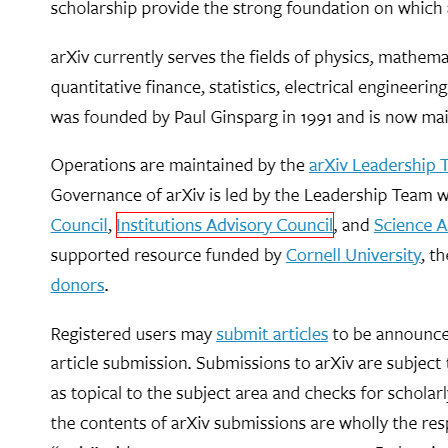 scholarship provide the strong foundation on which
arXiv currently serves the fields of physics, mathema
quantitative finance, statistics, electrical engineering
was founded by Paul Ginsparg in 1991 and is now mai
Operations are maintained by the arXiv Leadership T
Governance of arXiv is led by the Leadership Team w
Council, Institutions Advisory Council, and Science A
supported resource funded by Cornell University, th
donors.
Registered users may submit articles to be announce
article submission. Submissions to arXiv are subject
as topical to the subject area and checks for scholarl
the contents of arXiv submissions are wholly the res